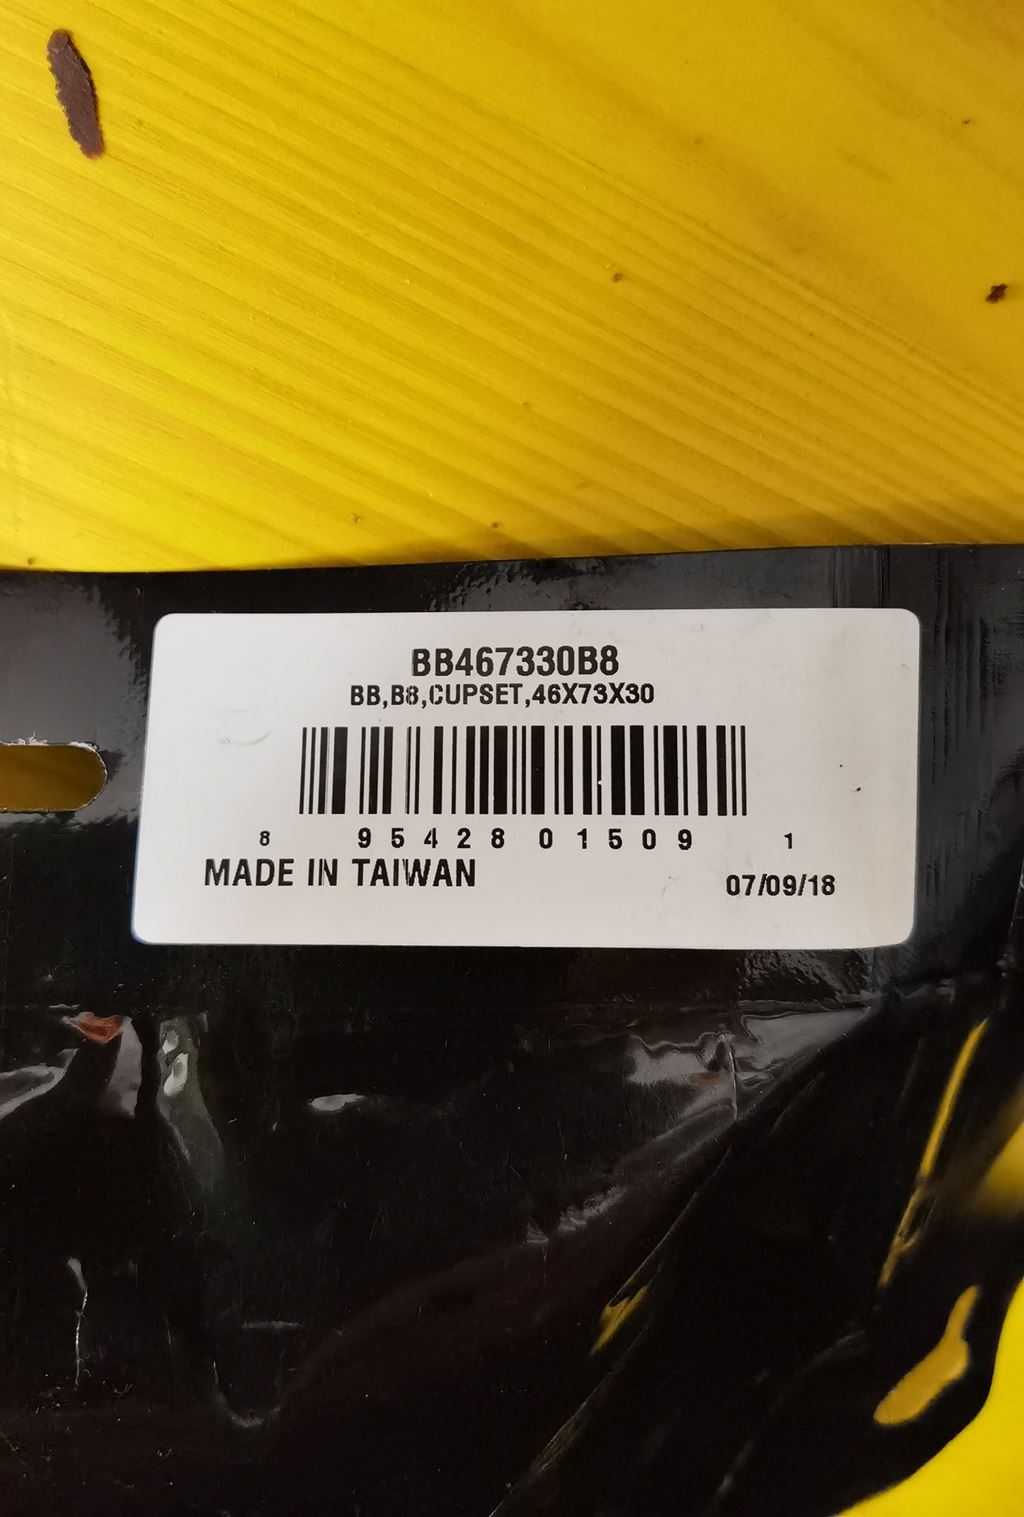 BB467330B8
BB,B8,CUPSET,46X73X30
8 95428 01509 1
MADE IN TAIWAN
07/09/18